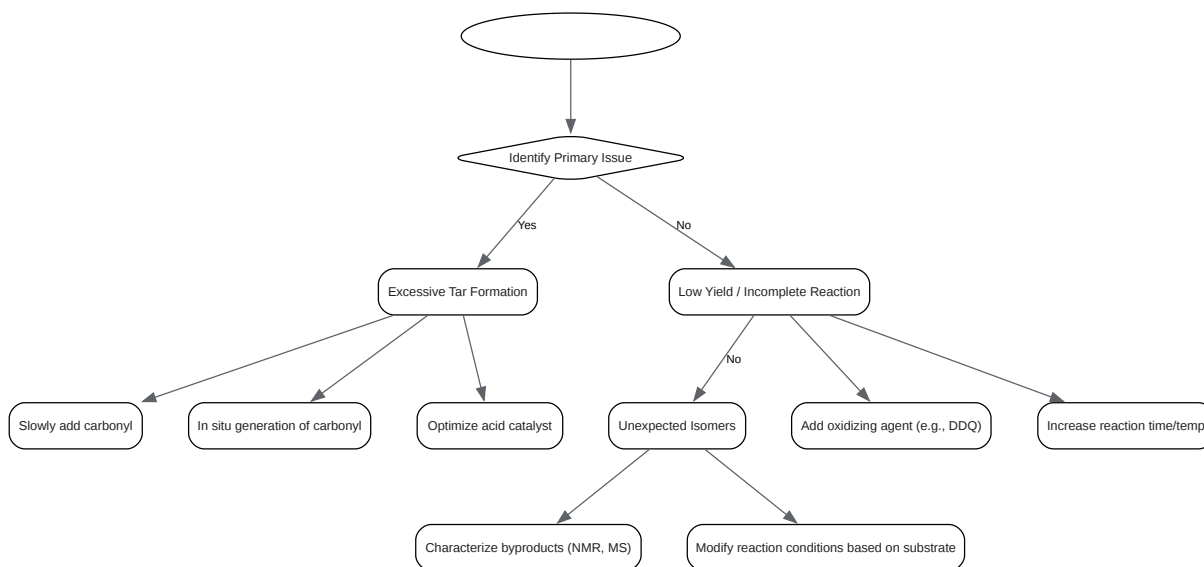 Identify Primary Issue
Yes
No
Excessive Tar Formation
Low Yield / Incomplete Reaction
No
Slowly add carbonyl
In situ generation of carbonyl
Optimize acid catalyst
Unexpected Isomers
Add oxidizing agent (e.g., DDQ)
Increase reaction time/temp
Characterize byproducts (NMR, MS)
Modify reaction conditions based on substrate